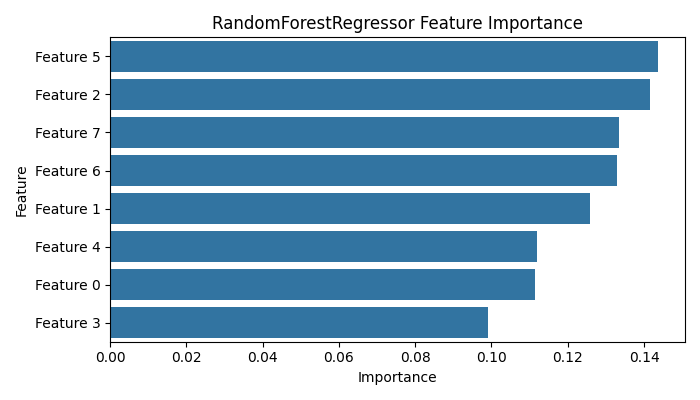 RandomForestRegressor Feature Importance
Feature
Feature 5
Feature 2
Feature 7
Feature 6
Feature 1
Feature 4
Feature 0
Feature 3
0.00 0.02 0.04 0.06 0.08 0.10 0.12 0.14
Importance